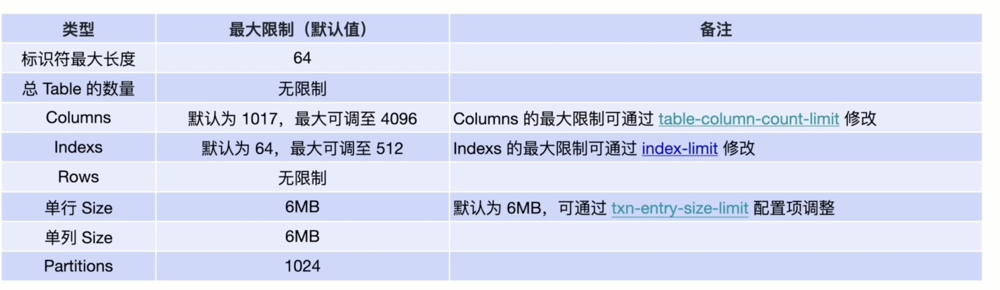 类型 最大限制（默认值） 备注
标识符最大长度 64
总 Table 的数量 无限制
Columns 默认为 1017，最大可调至 4096 Columns 的最大限制可通过 table-column-count-limit 修改
Indexs 默认为 64，最大可调至 512 Indexs 的最大限制可通过 index-limit 修改
Rows 无限制
单行 Size 6MB 默认为 6MB，可通过 txn-entry-size-limit 配置项调整
单列 Size 6MB
Partitions 1024